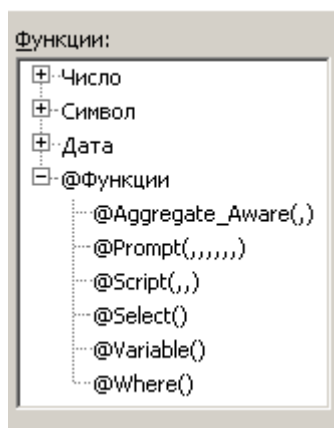 Функции:
Число
Символ
Дата
@Функции
@Aggregate_Aware(,)
@Prompt(,,,,,,)
@Script(,,)
@Select()
@Variable()
@Where()